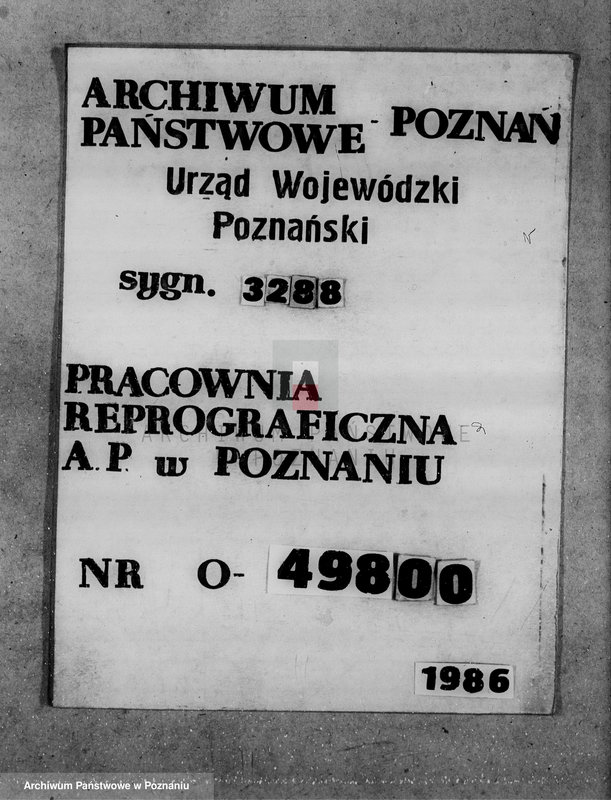 ARCHIWUM
PAŃSTWOWE - POZNAŃ
Urząd Wojewódzki
Poznański
sygn. 3288
PRACOWNIA
REPROGRAFICZNA
A.P. w POZNANIU
NR O-49800
1986
Archiwum Państwowe w Poznaniu